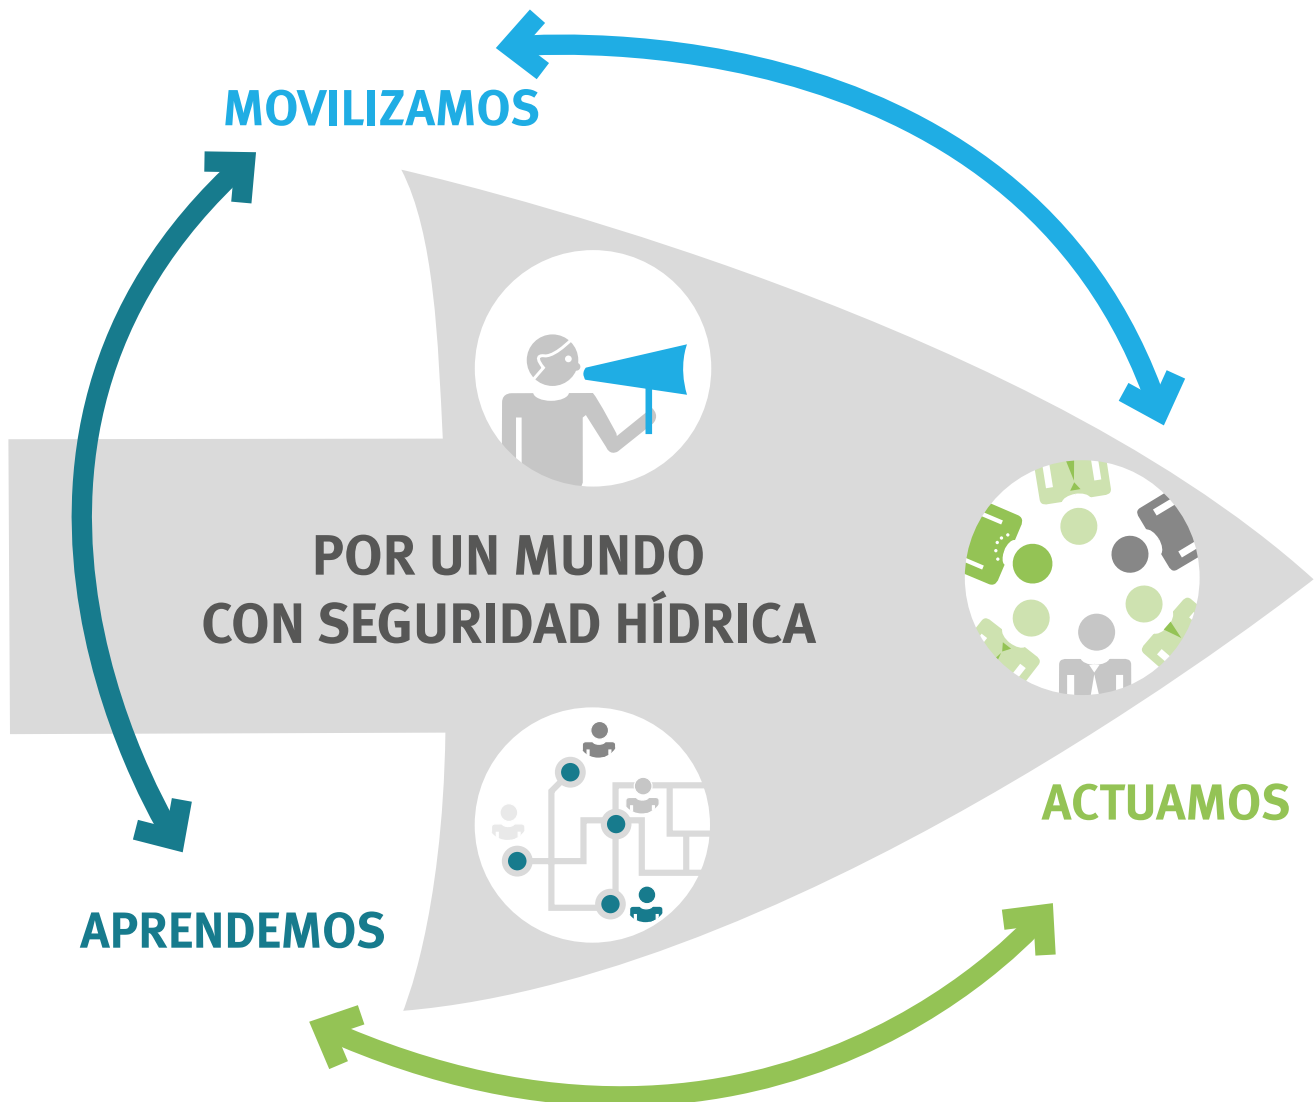 MOVILIZAMOS
POR UN MUNDO
CON SEGURIDAD HÍDRICA
ACTUAMOS
APRENDEMOS